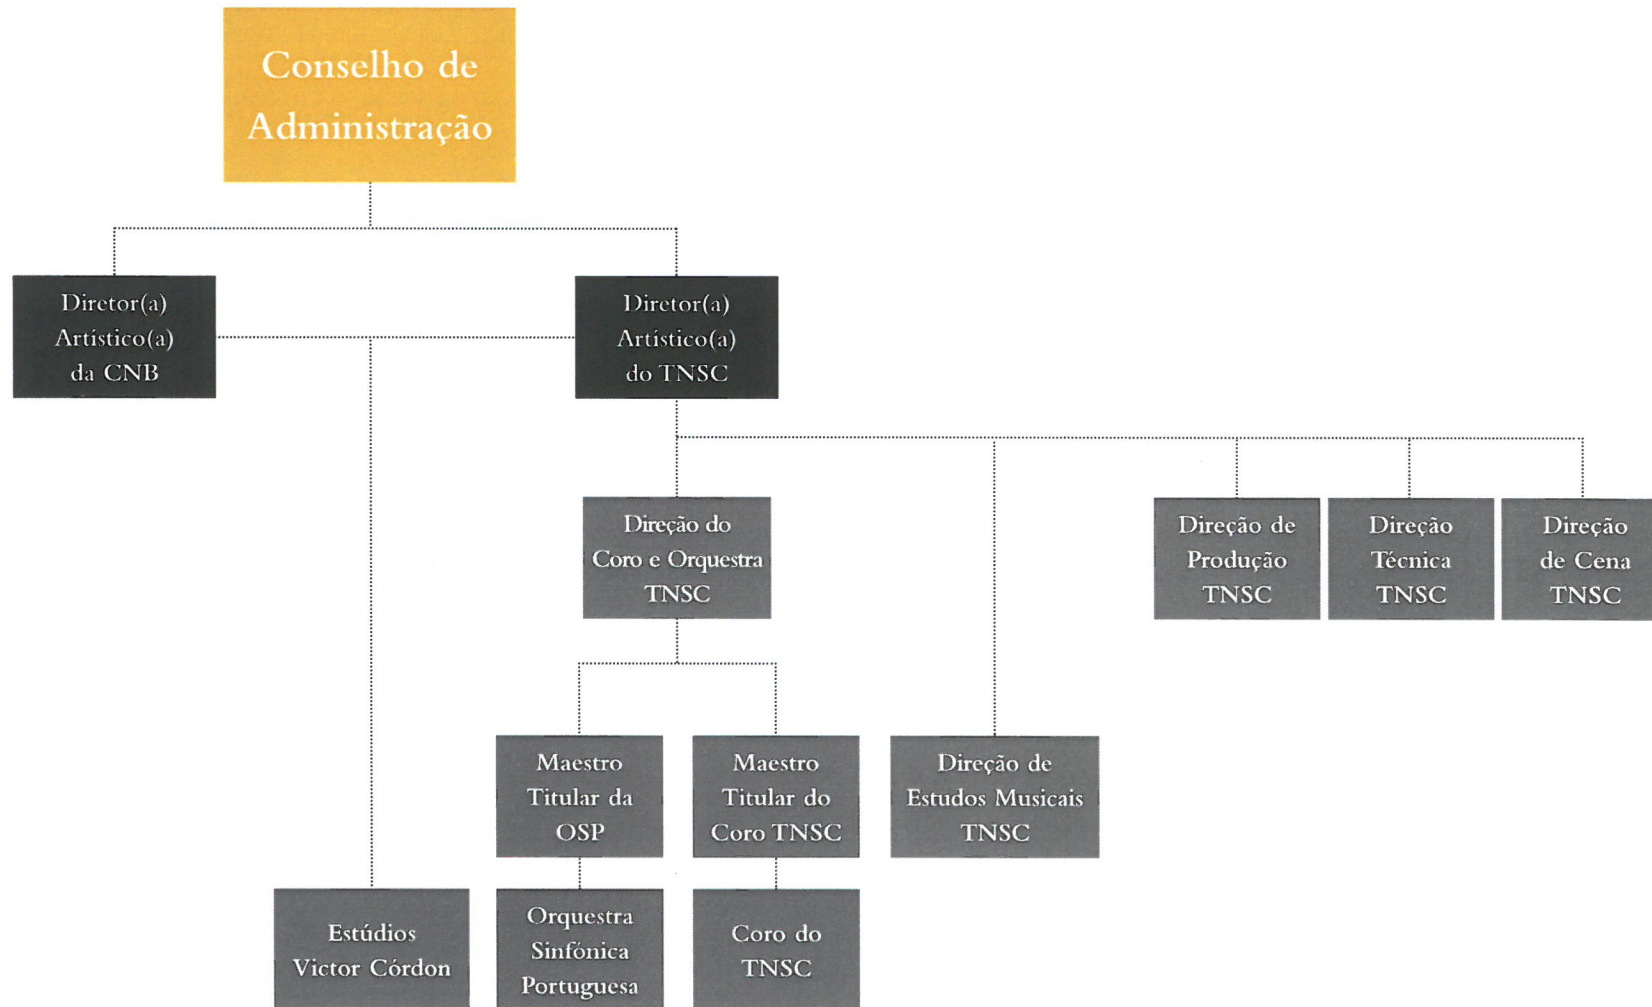 Conselho de
Administração
Diretor(a)
Artístico(a)
da CNB
Diretor(a)
Artístico(a)
do TNSC
Direção do
Coro e Orquestra
TNSC
Direção de
Produção
TNSC
Direção
Técnica
TNSC
Direção
de Cena
TNSC
Maestro
Titular da
OSP
Maestro
Titular do
Coro TNSC
Direção de
Estudos Musicais
TNSC
Estúdios
Victor Córdon
Orquestra
Sinfónica
Portuguesa
Coro do
TNSC